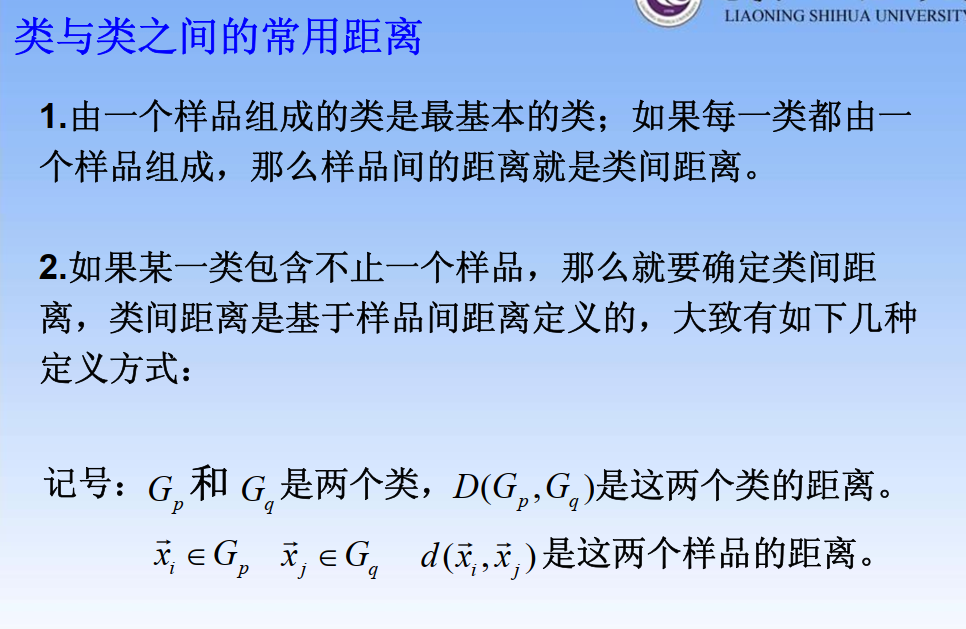 LIAONING SHIHUA UNIVERSITY
类与类之间的常用距离
1.由一个样品组成的类是最基本的类；如果每一类都由一
个样品组成，那么样品间的距离就是类间距离。
2.如果某一类包含不止一个样品，那么就要确定类间距
离，类间距离是基于样品间距离定义的，大致有如下几种
定义方式：
记号：G_p 和 G_q 是两个类，D(G_p,G_q)是这两个类的距离。
x⃗_i ∈ G_p x⃗_j ∈ G_q d(x⃗_i,x⃗_j)是这两个样品的距离。